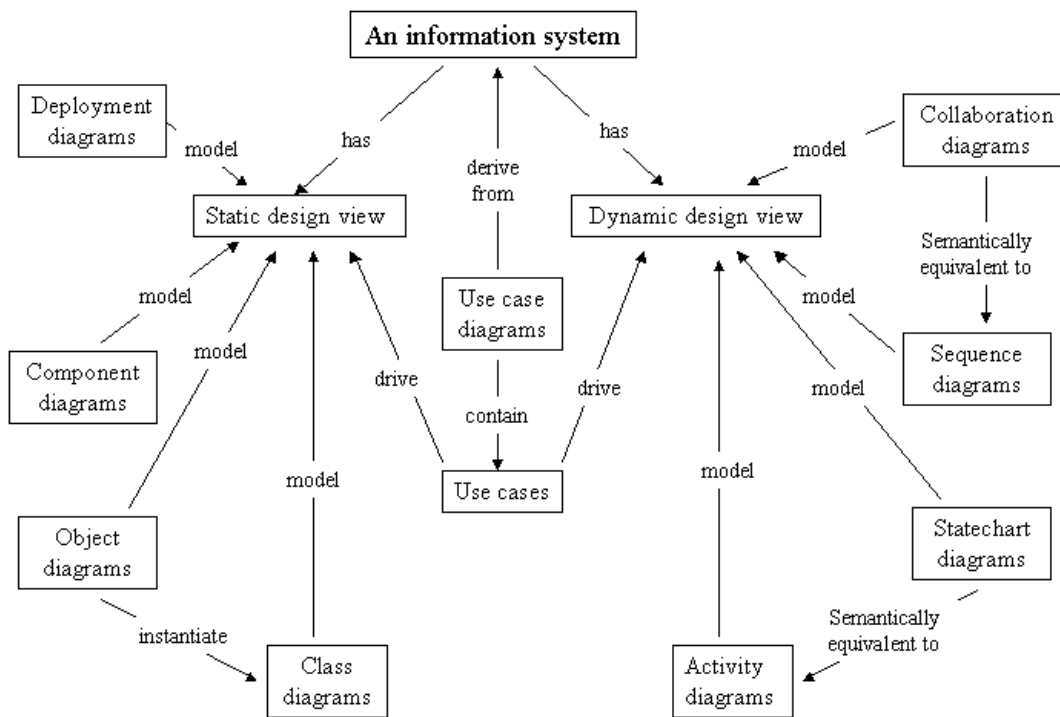 An information system
Deployment
diagrams
Collaboration
diagrams
has
has
model
model
derive
from
Static design view
Dynamic design view
Semantically
equivalent to
Use case
diagrams
model
model
model
Component
diagrams
Sequence
diagrams
drive
drive
model
contain
model
model
Use cases
Object
diagrams
Statechart
diagrams
instantiate
Semantically
equivalent to
Class
diagrams
Activity
diagrams